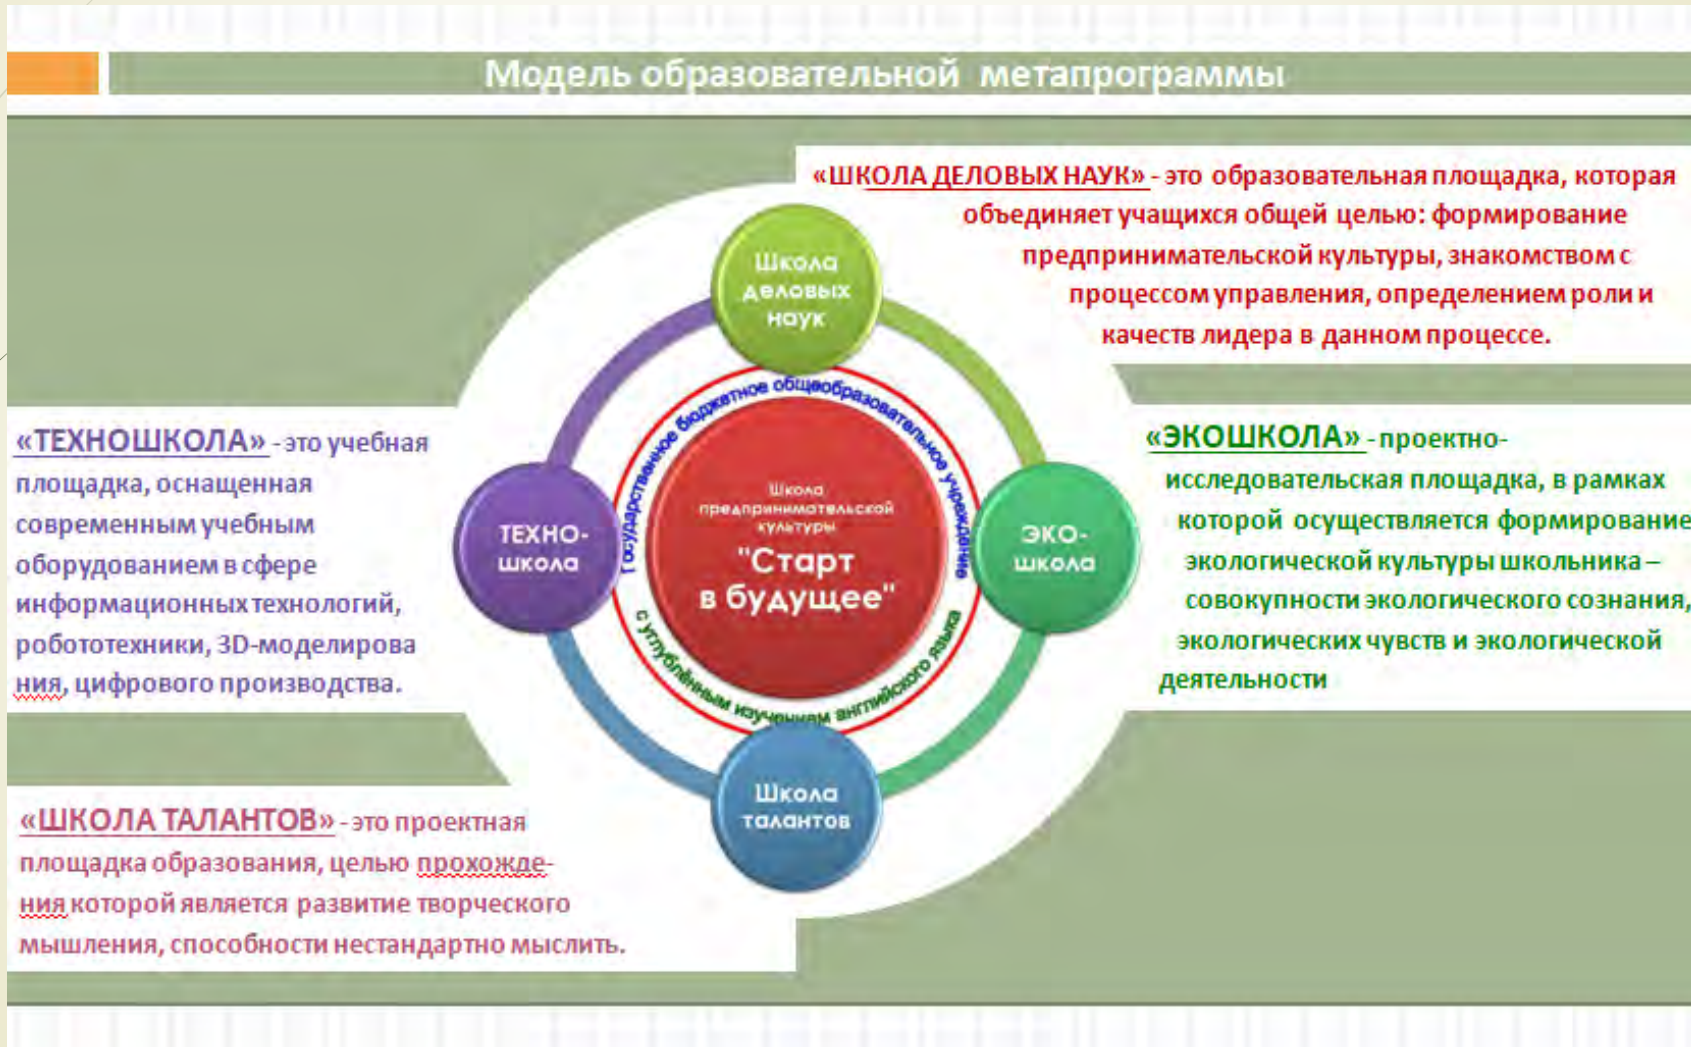 Модель образовательной метапрограммы
«ШКОЛА ДЕЛОВЫХ НАУК» - это образовательная площадка, которая
объединяет учащихся общей целью: формирование
предпринимательской культуры, знакомством с
процессом управления, определением роли и
качеств лидера в данном процессе.
Школа
деловых
наук
«ТЕХНОШКОЛА» - это учебная
площадка, оснащенная
современным учебным
оборудованием в сфере
информационных технологий,
робототехники, 3D-моделирова
ния, цифрового производства.
ТЕХНО-
школа
Государственное бюджетное общеобразовательное учреждение
с углублённым изучением английского языка
Школа
предпринимательской
культуры
"Старт
в будущее"
ЭКО-
школа
«ЭКОШКОЛА» - проектно-
исследовательская площадка, в рамках
которой осуществляется формирование
экологической культуры школьника –
совокупности экологического сознания,
экологических чувств и экологической
деятельности
Школа
талантов
«ШКОЛА ТАЛАНТОВ» - это проектная
площадка образования, целью прохожде-
ния которой является развитие творческого
мышления, способности нестандартно мыслить.